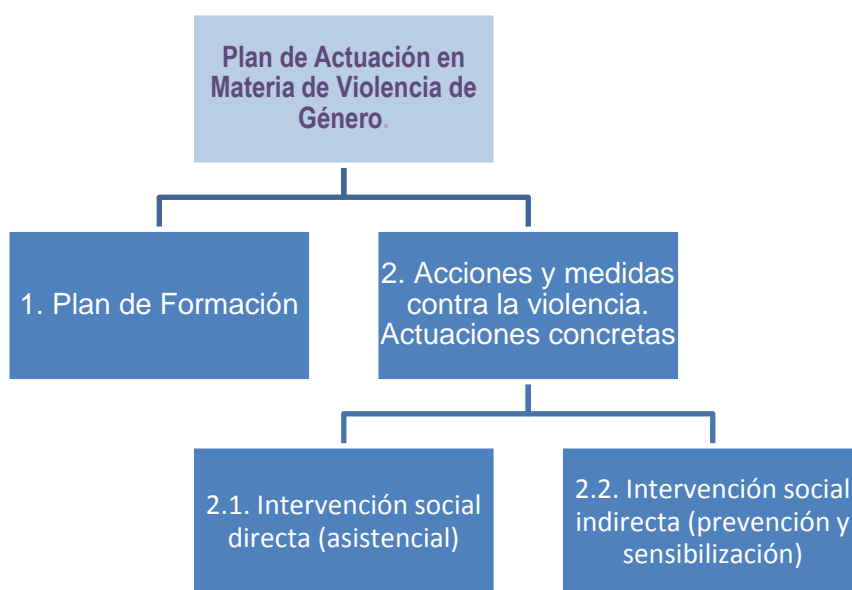 Plan de Actuación en
Materia de Violencia de
Género.
1. Plan de Formación
2. Acciones y medidas
contra la violencia.
Actuaciones concretas
2.1. Intervención social
directa (asistencial)
2.2. Intervención social
indirecta (prevención y
sensibilización)